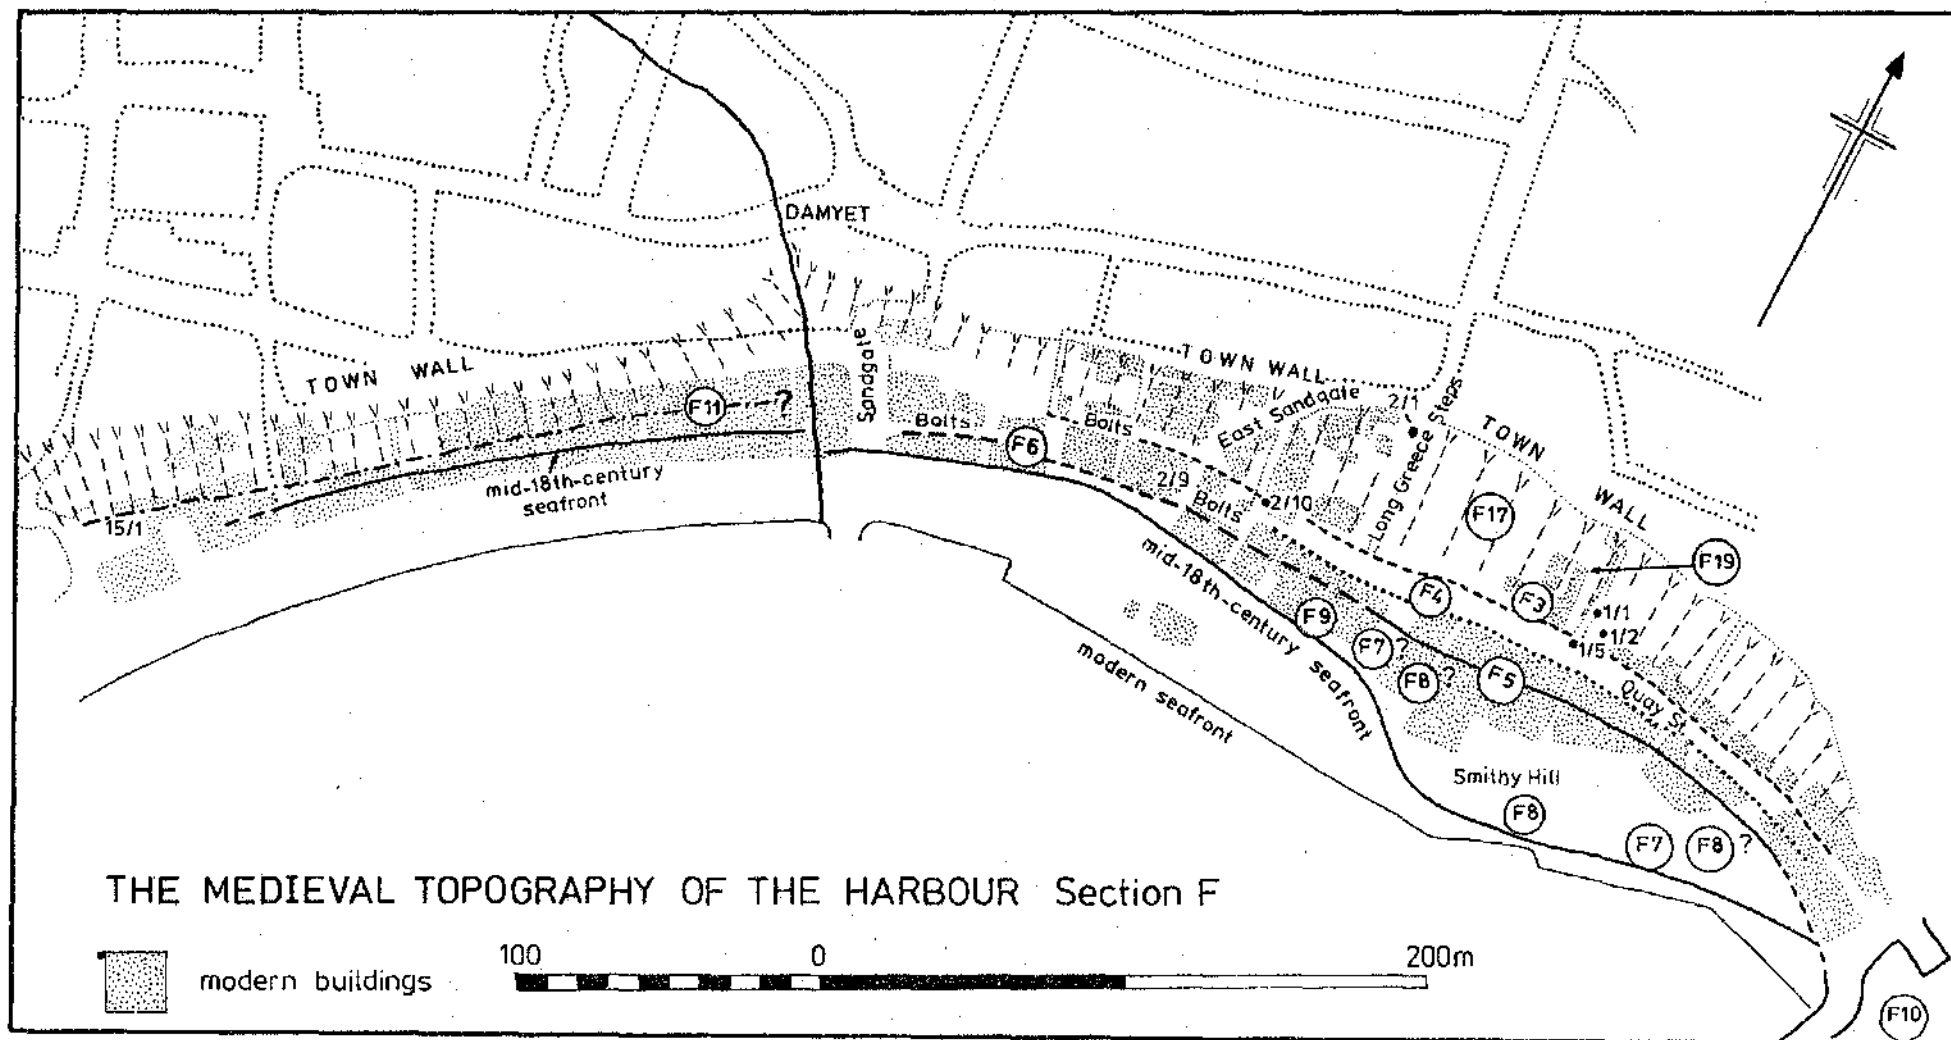 DAMYET
TOWN WALL
Sandgate
TOWN WALL
East Sandgate
2/1
Long Greece Steps
TOWN WALL
F11
?
Bolts
F6
Bolts
2/9
Bolts
2/10
F17
F19
15/1
mid-18th-century
seafront
F4
F3
1/1
1/2
1/5
mid-18th-century seafront
F9
F7 ?
F8 ?
F5
Quay St.
modern seafront
Smithy Hill
F8
F7
F8 ?
F10
THE MEDIEVAL TOPOGRAPHY OF THE HARBOUR Section F
modern buildings
100 0 200m